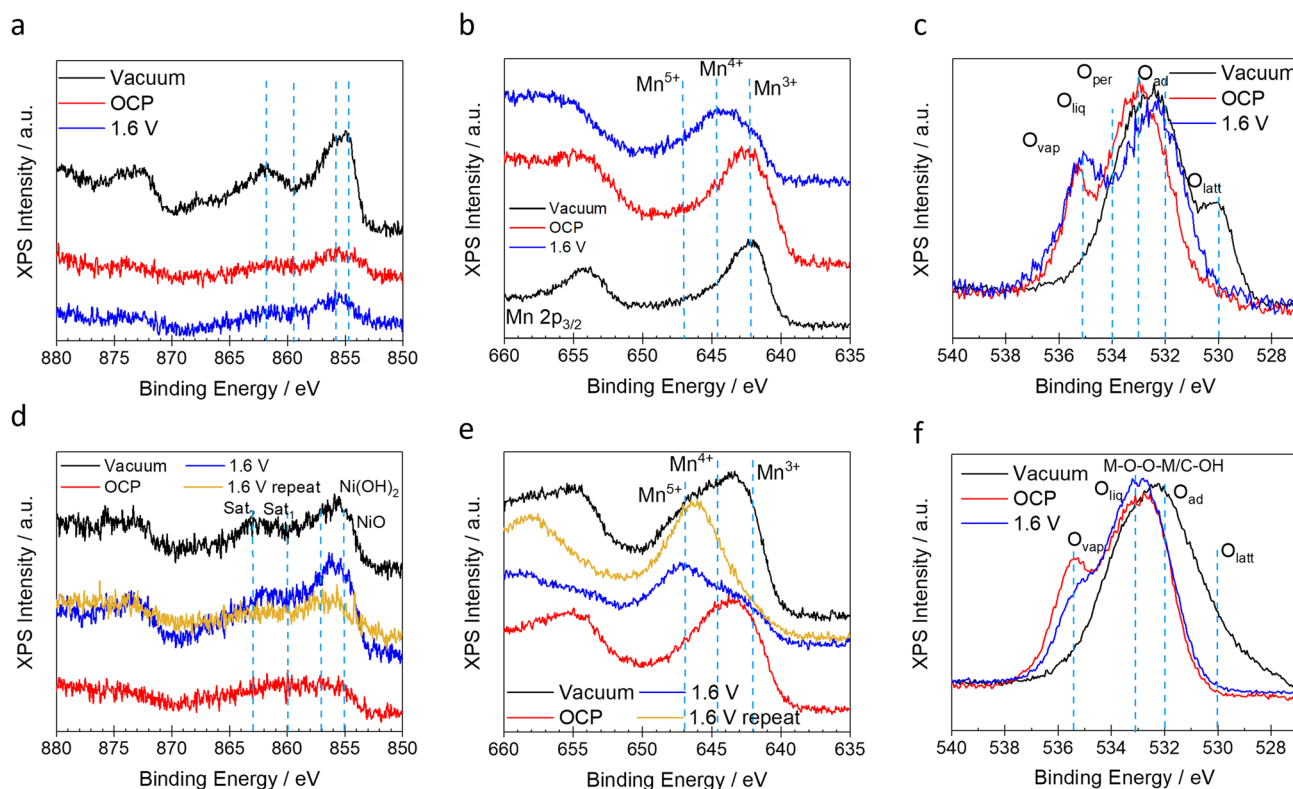 a
Vacuum
OCP
1.6 V
XPS Intensity / a.u.
880 875 870 865 860 855 850
Binding Energy / eV
b
Mn5+
Mn4+
Mn3+
Vacuum
OCP
1.6 V
Mn 2p3/2
XPS Intensity / a.u.
660 655 650 645 640 635
Binding Energy / eV
c
Oper
Oad
Vacuum
OCP
1.6 V
Oliq
Ovap
Olatt
XPS Intensity / a.u.
540 538 536 534 532 530 528
Binding Energy / eV
d
Vacuum
1.6 V
OCP
1.6 V repeat
Ni(OH)2
Sat.
Sat.
NiO
XPS Intensity / a.u.
880 875 870 865 860 855 850
Binding Energy / eV
e
Mn4+
Mn5+
Mn3+
Vacuum
1.6 V
OCP
1.6 V repeat
XPS Intensity / a.u.
660 655 650 645 640 635
Binding Energy / eV
f
Vacuum
OCP
1.6 V
M-O-O-M/C-OH
Oliq
Oad
Ovap
Olatt
XPS Intensity / a.u.
540 538 536 534 532 530 528
Binding Energy / eV